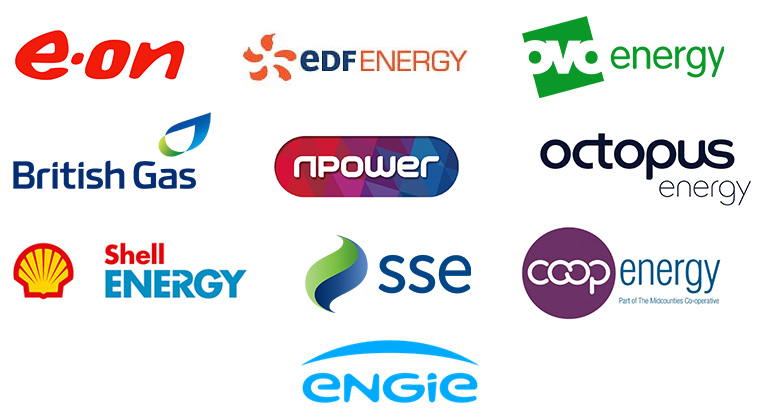 e·on
eDF ENERGY
ovo energy
British Gas
npower
octopus
energy
Shell
ENERGY
sse
coop energy
Part of The Midcounties Co-operative
ENGiE